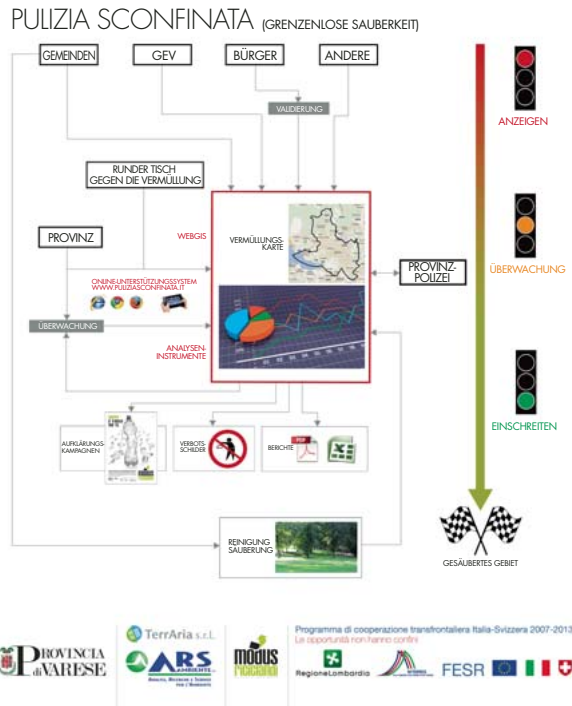 PULIZIA SCONFINATA (GRENZENLOSE SAUBERKEIT)
GEMEINDEN
GEV
BÜRGER
ANDERE
VALIDIERUNG
ANZEIGEN
RUNDER TISCH
GEGEN DIE VERMÜLLUNG
PROVINZ
WEBGIS
VERMÜLLUNGS-
KARTE
ONLINE-UNTERSTÜTZUNGSSYSTEM
WWW.PULIZIASCONFINATA.IT
PROVINZ-
POLIZEI
ÜBERWACHUNG
ÜBERWACHUNG
ANALYSEN-
INSTRUMENTE
AUFKLÄRUNGS-
KAMPAGNEN
VERBOTS-
SCHILDER
BERICHTE
PDF
EINSCHREITEN
REINIGUNG
SÄUBERUNG
GESÄUBERTES GEBIET
PROVINCIA
di VARESE
TerrAria s.r.l.
ARS
AMBIENTE
modus
riciclandi
Programma di cooperazione transfrontaliera Italia-Svizzera 2007-2013
Le opportunità non hanno confini
RegioneLombardia
FESR